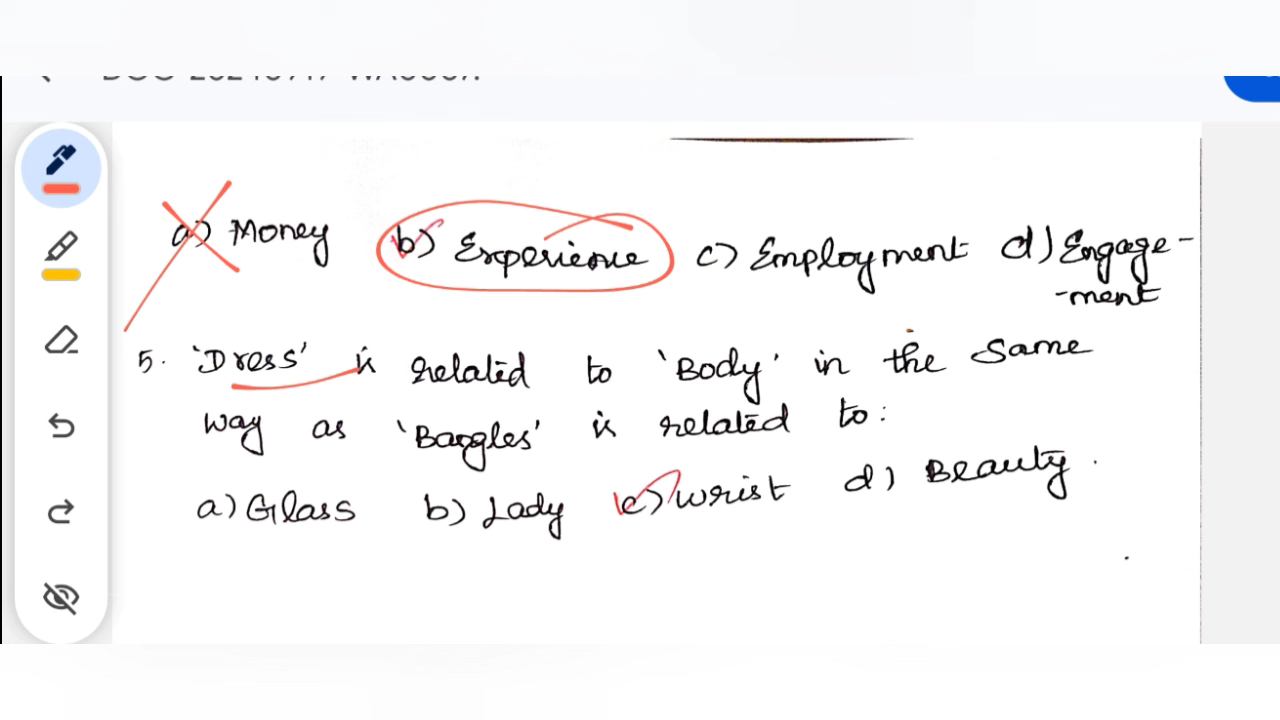 a) Money b) Experience c) Employment d) Engage-
-ment
5. 'Dress' is related to 'Body' in the same
way as 'Bangles' is related to:
a) Glass b) Lady c) wrist d) Beauty.